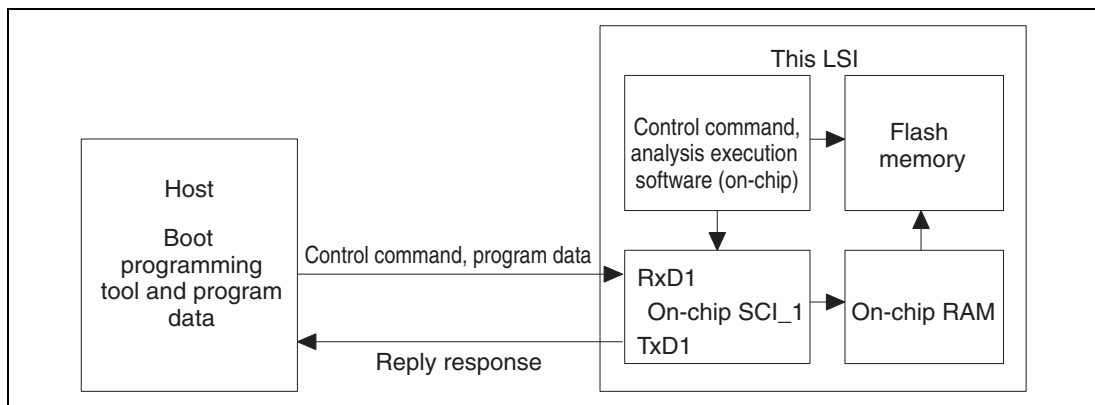 This LSI
Control command,
analysis execution
software (on-chip)
Flash
memory
Host
Boot
programming
tool and program
data
Control command, program data
RxD1
On-chip SCI_1
TxD1
On-chip RAM
Reply response